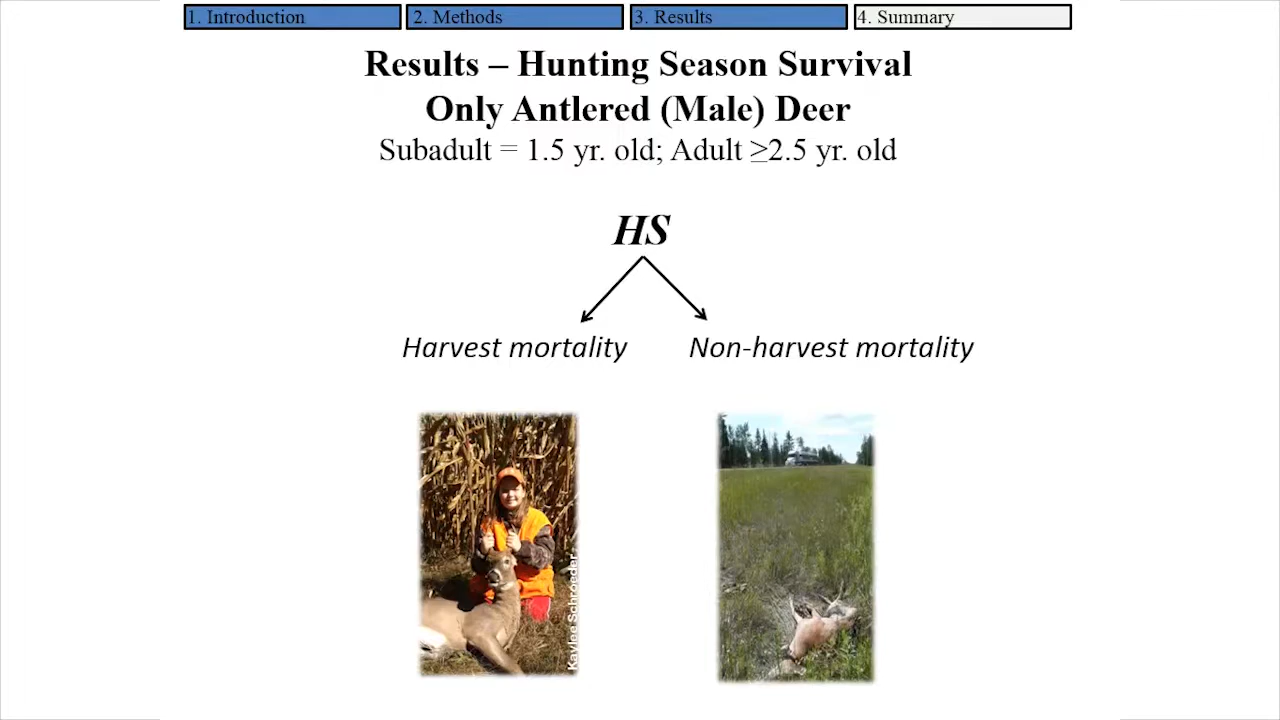 1. Introduction
2. Methods
3. Results
4. Summary
Results – Hunting Season Survival
Only Antlered (Male) Deer
Subadult = 1.5 yr. old; Adult ≥2.5 yr. old
HS
Harvest mortality
Non-harvest mortality
Kaylee Schroeder